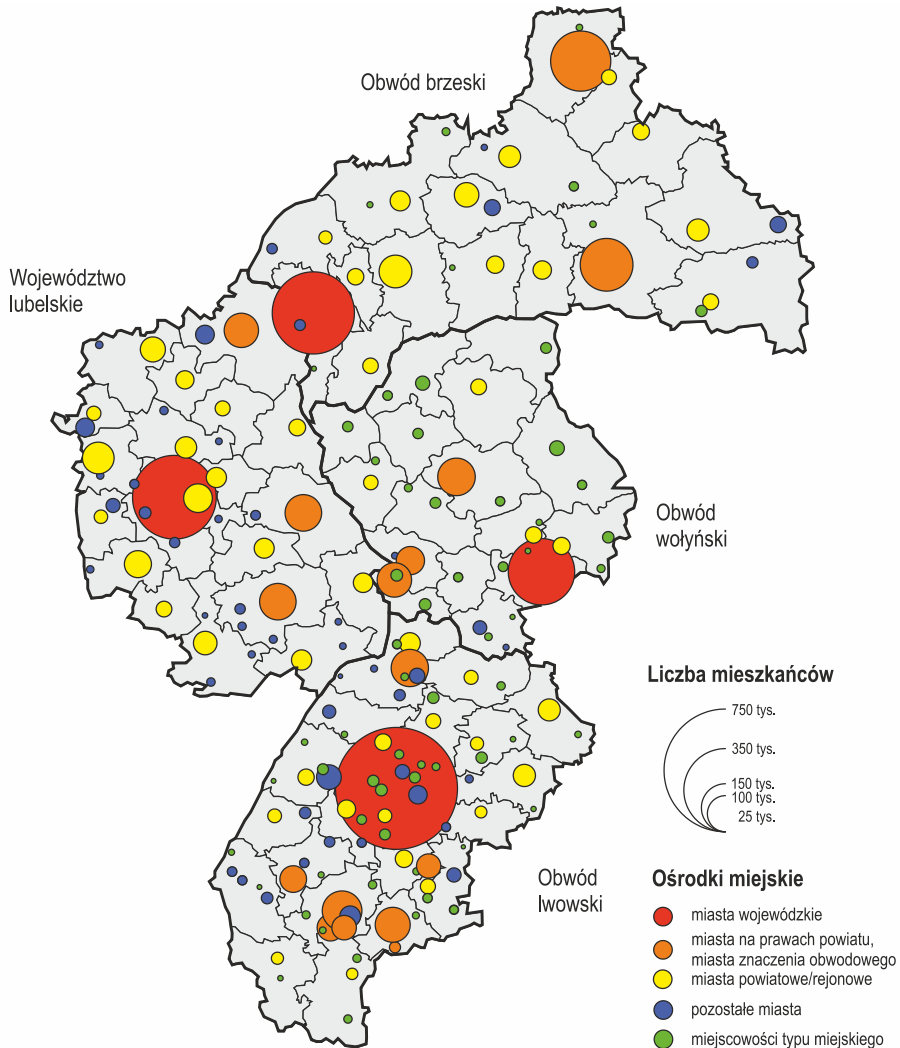 Obwód brzeski
Województwo
lubelskie
Obwód
wołyński
Liczba mieszkańców
750 tys.
350 tys.
150 tys.
100 tys.
25 tys.
Obwód
lwowski
Ośrodki miejskie
miasta wojewódzkie
miasta na prawach powiatu,
miasta znaczenia obwodowego
miasta powiatowe/rejonowe
pozostałe miasta
miejscowości typu miejskiego